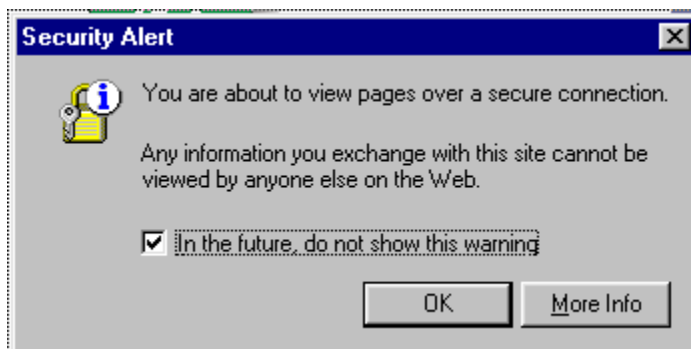 Security Alert
You are about to view pages over a secure connection.
Any information you exchange with this site cannot be
viewed by anyone else on the Web.
In the future, do not show this warning
OK
More Info